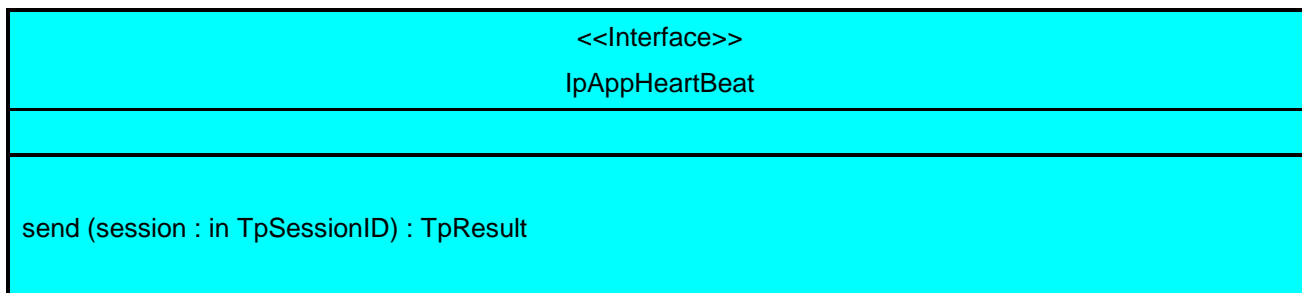 <<Interface>>
IpAppHeartBeat
send (session : in TpSessionID) : TpResult